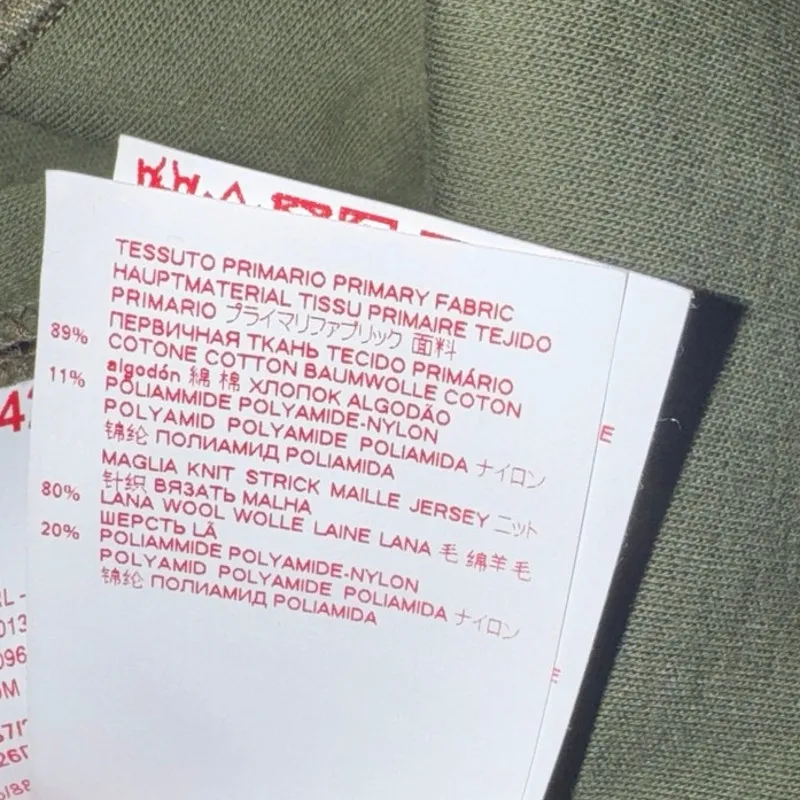 TESSUTO PRIMARIO PRIMARY FABRIC
HAUPTMATERIAL TISSU PRIMAIRE TEJIDO
PRIMARIO プライマリファブリック 面料
ПЕРВИЧНАЯ ТКАНЬ TECIDO PRIMÁRIO
89% COTONE COTTON BAUMWOLLE COTON
algodón 綿 棉 ХЛОПОК ALGODÃO
11% POLIAMMIDE POLYAMIDE-NYLON
POLYAMID POLYAMIDE POLIAMIDA ナイロン
锦纶 ПОЛИАМИД POLIAMIDA
MAGLIA KNIT STRICK MAILLE JERSEY ニット
针织 ВЯЗАТЬ MALHA
80% LANA WOOL WOLLE LAINE LANA 毛 绵羊毛
ШЕРСТЬ LÃ
20% POLIAMMIDE POLYAMIDE-NYLON
POLYAMID POLYAMIDE POLIAMIDA ナイロン
锦纶 ПОЛИАМИД POLIAMIDA